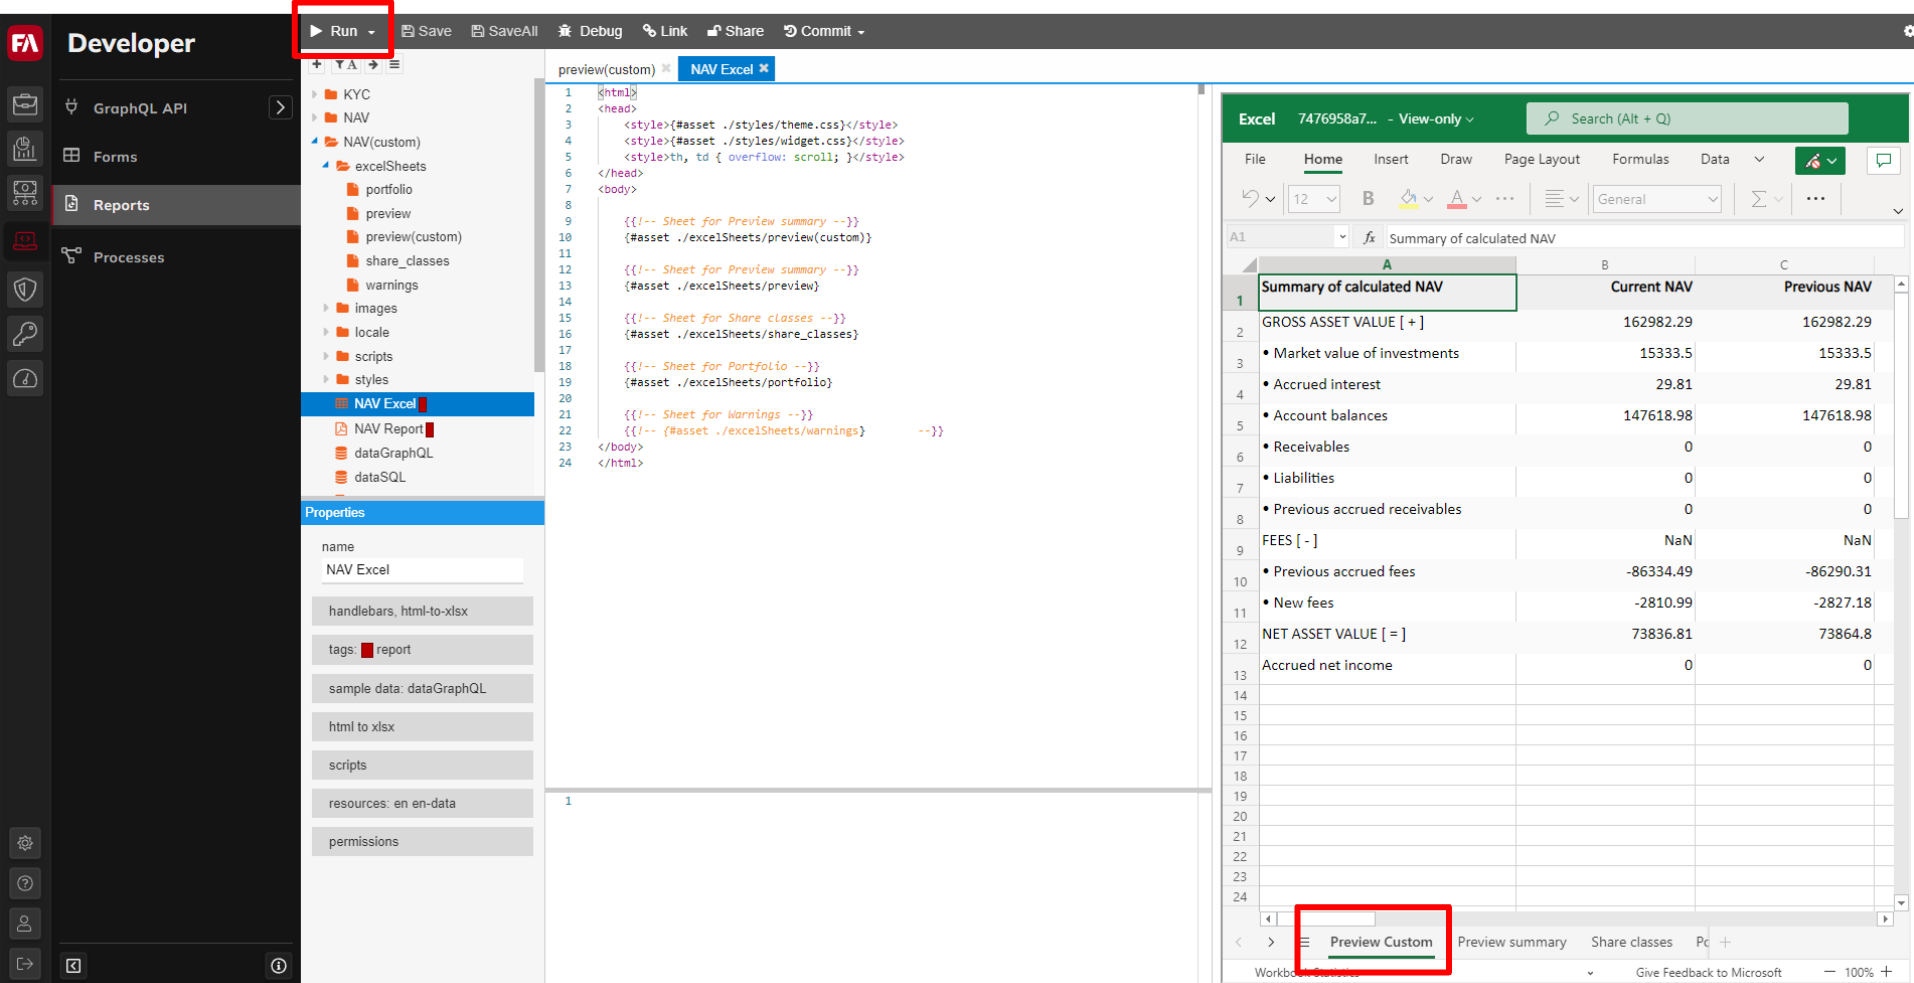 FA
Developer
GraphQL API
Forms
Reports
Processes
Run
Save
SaveAll
Debug
Link
Share
Commit
A
KYC
NAV
NAV(custom)
excelSheets
portfolio
preview
preview(custom)
share_classes
warnings
images
locale
scripts
styles
NAV Excel
NAV Report
dataGraphQL
dataSQL
Properties
name
NAV Excel
handlebars, html-to-xlsx
tags: report
sample data: dataGraphQL
html to xlsx
scripts
resources: en en-data
permissions
preview(custom) NAV Excel
1 <html>
2 <head>
3 <style>{#asset ./styles/theme.css}</style>
4 <style>{#asset ./styles/widget.css}</style>
5 <style>th, td { overflow: scroll; }</style>
6 </head>
7 <body>
8
9 {{!-- Sheet for Preview summary --}}
10 {#asset ./excelSheets/preview(custom)}
11
12 {{!-- Sheet for Preview summary --}}
13 {#asset ./excelSheets/preview}
14
15 {{!-- Sheet for Share classes --}}
16 {#asset ./excelSheets/share_classes}
17
18 {{!-- Sheet for Portfolio --}}
19 {#asset ./excelSheets/portfolio}
20
21 {{!-- Sheet for Warnings --}}
22 {{!-- {#asset ./excelSheets/warnings} --}}
23 </body>
24 </html>
1
Excel 7476958a7... - View-only Search (Alt + Q)
File Home Insert Draw Page Layout Formulas Data
12 B A General Σ ...
A1 fx Summary of calculated NAV
A B C
1 Summary of calculated NAV Current NAV Previous NAV
2 GROSS ASSET VALUE [ + ] 162982.29 162982.29
3 • Market value of investments 15333.5 15333.5
4 • Accrued interest 29.81 29.81
5 • Account balances 147618.98 147618.98
6 • Receivables 0 0
7 • Liabilities 0 0
8 • Previous accrued receivables 0 0
9 FEES [ - ] NaN NaN
10 • Previous accrued fees -86334.49 -86290.31
11 • New fees -2810.99 -2827.18
12 NET ASSET VALUE [ = ] 73836.81 73864.8
13 Accrued net income 0 0
14
15
16
17
18
19
20
21
22
23
24
Preview Custom Preview summary Share classes
Workbook Statistics Give Feedback to Microsoft 100%